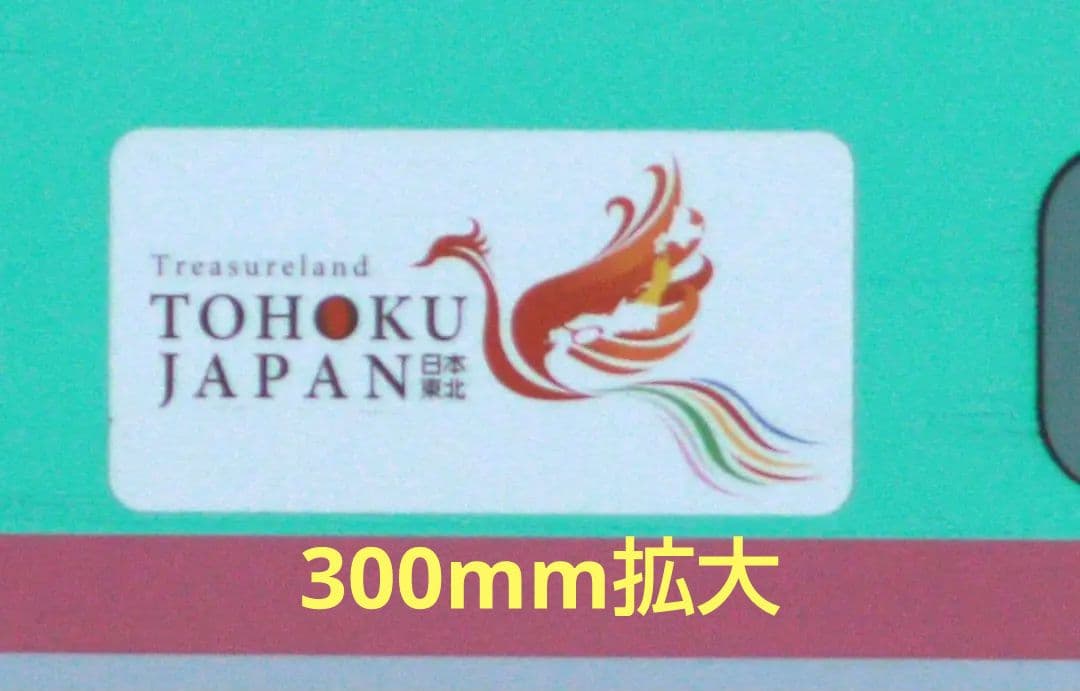 Treasureland
TOHOKU
JAPAN 日本
東北
300mm拡大